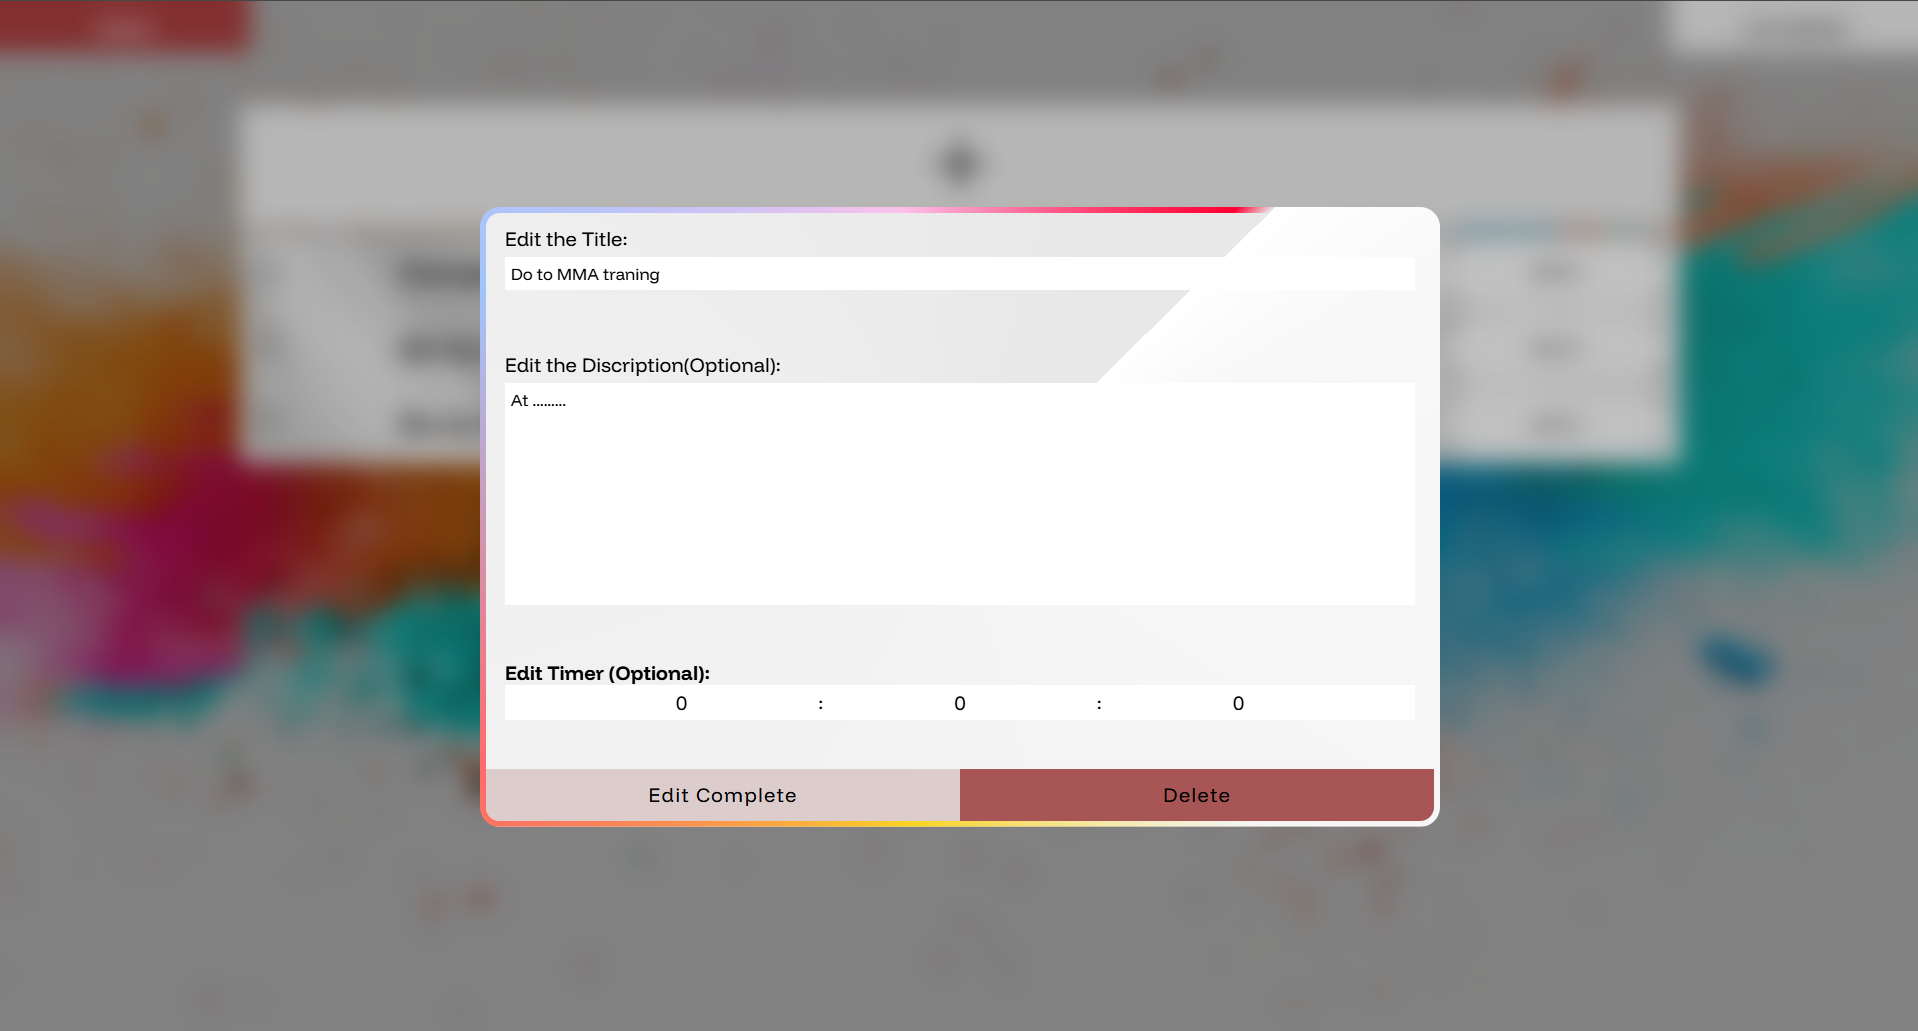 Edit the Title:
Do to MMA traning
Edit the Discription(Optional):
At .........
Edit Timer (Optional):
0 : 0 : 0
Edit Complete
Delete